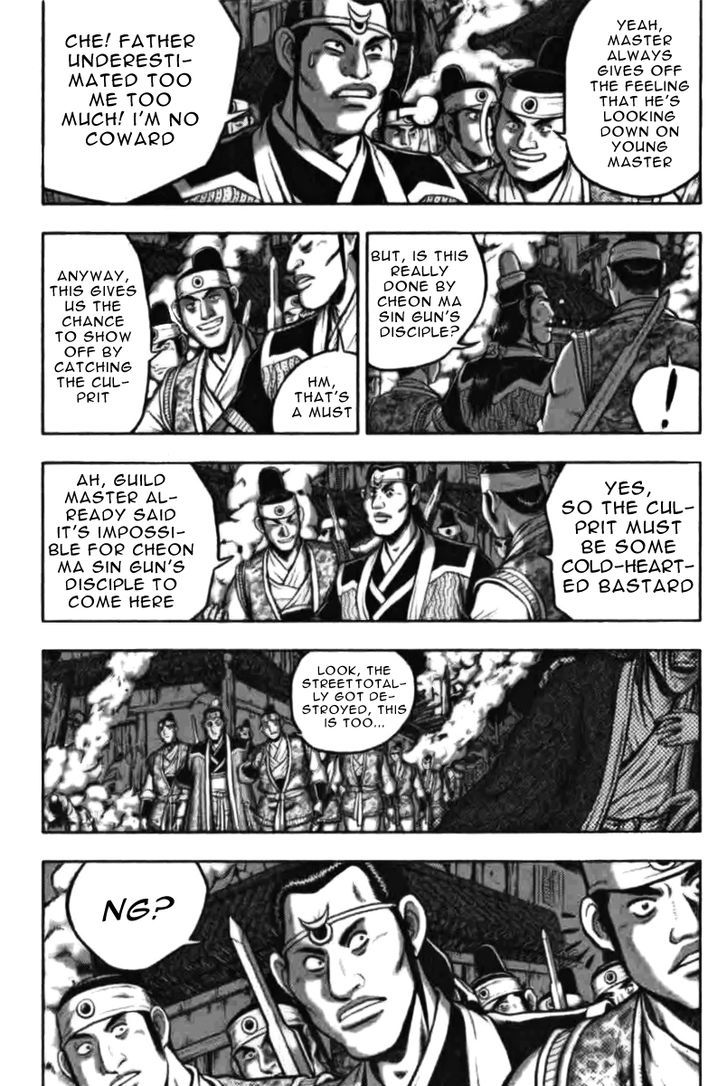 CHE! FATHER
UNDERESTI-
MATED TOO
ME TOO
MUCH! I'M NO
COWARD
YEAH,
MASTER
ALWAYS
GIVES OFF
THE FEELING
THAT HE'S
LOOKING
DOWN ON
YOUNG
MASTER
ANYWAY,
THIS GIVES
US THE
CHANCE
TO SHOW
OFF BY
CATCHING
THE CUL-
PRIT
HM,
THAT'S
A MUST
BUT, IS THIS
REALLY
DONE BY
CHEON MA
SIN GUN'S
DISCIPLE?
!
AH, GUILD
MASTER AL-
READY SAID
IT'S IMPOSSI-
BLE FOR CHEON
MA SIN GUN'S
DISCIPLE TO
COME HERE
YES,
SO THE CUL-
PRIT MUST
BE SOME
COLD-HEART-
ED BASTARD
LOOK, THE
STREETTOTAL-
LY GOT DE-
STROYED, THIS
IS TOO...
NG?